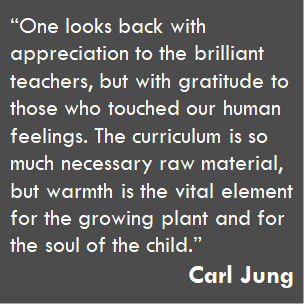 “One looks back with
appreciation to the brilliant
teachers, but with gratitude to
those who touched our human
feelings. The curriculum is so
much necessary raw material,
but warmth is the vital element
for the growing plant and for
the soul of the child.”
Carl Jung